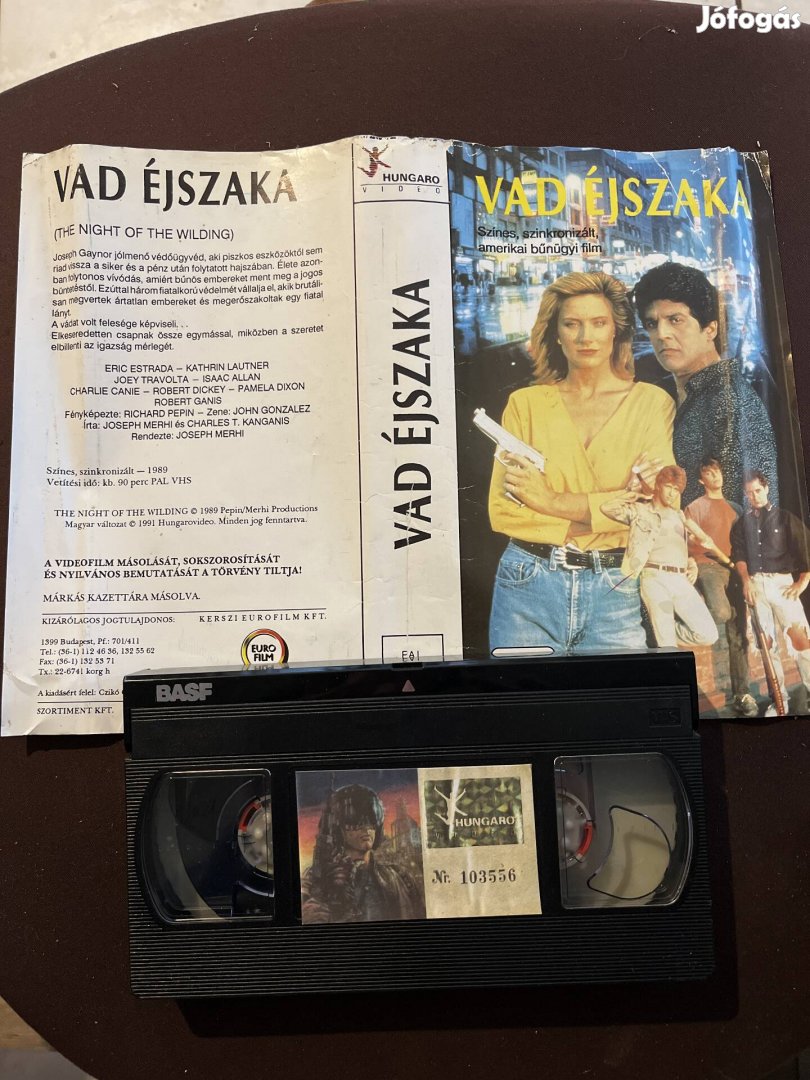 Jófogás
VAD ÉJSZAKA
(THE NIGHT OF THE WILDING)
Joseph Gaynor jólmenő védőügyvéd, aki piszkos eszközöktől sem
riad vissza a siker és a pénz után folytatott hajszában. Élete azon-
ban folytonos vívódás, amiért bűnös embereket ment meg a jogos
büntetéstől. Ezúttal három fiatalkorú védelmét vállalja el, akik brutáli-
san megvertek ártatlan embereket és megerőszakoltak egy fiatal
lányt.
A vádat volt felesége képviseli. . .
Elkeseredetten csapnak össze egymással, miközben a szeretet
elbillenti az igazság mérlegét.
ERIC ESTRADA – KATHRIN LAUTNER
JOEY TRAVOLTA – ISAAC ALLAN
CHARLIE CANIE – ROBERT DICKEY – PAMELA DIXON
ROBERT GANIS
Fényképezte: RICHARD PEPIN – Zene: JOHN GONZALEZ
Írta: JOSEPH MERHI és CHARLES T. KANGANIS
Rendezte: JOSEPH MERHI
Színes, szinkronizált — 1989
Vetítési idő: kb. 90 perc PAL VHS
THE NIGHT OF THE WILDING © 1989 Pepin/Merhi Productions
Magyar változat © 1991 Hungarovideo. Minden jog fenntartva.
A VIDEOFILM MÁSOLÁSÁT, SOKSZOROSÍTÁSÁT
ÉS NYILVÁNOS BEMUTATÁSÁT A TÖRVÉNY TILTJA!
MÁRKÁS KAZETTÁRA MÁSOLVA.
KIZÁRÓLAGOS JOGTULAJDONOS: KERSZI EUROFILM KFT.
1399 Budapest, Pf.: 701/411
Tel.: (36-1) 112 46 36, 132 55 62
Fax: (36-1) 132 53 71
Tx.: 22-6741 korg h
EURO
FILM
A kiadásért felel: Czikó
SZORTIMENT KFT.
HUNGARO
VIDEO
VAD ÉJSZAKA
VAD ÉJSZAKA
Színes, szinkronizált,
amerikai bűnügyi film
BASF
HUNGARO
Nr. 103556